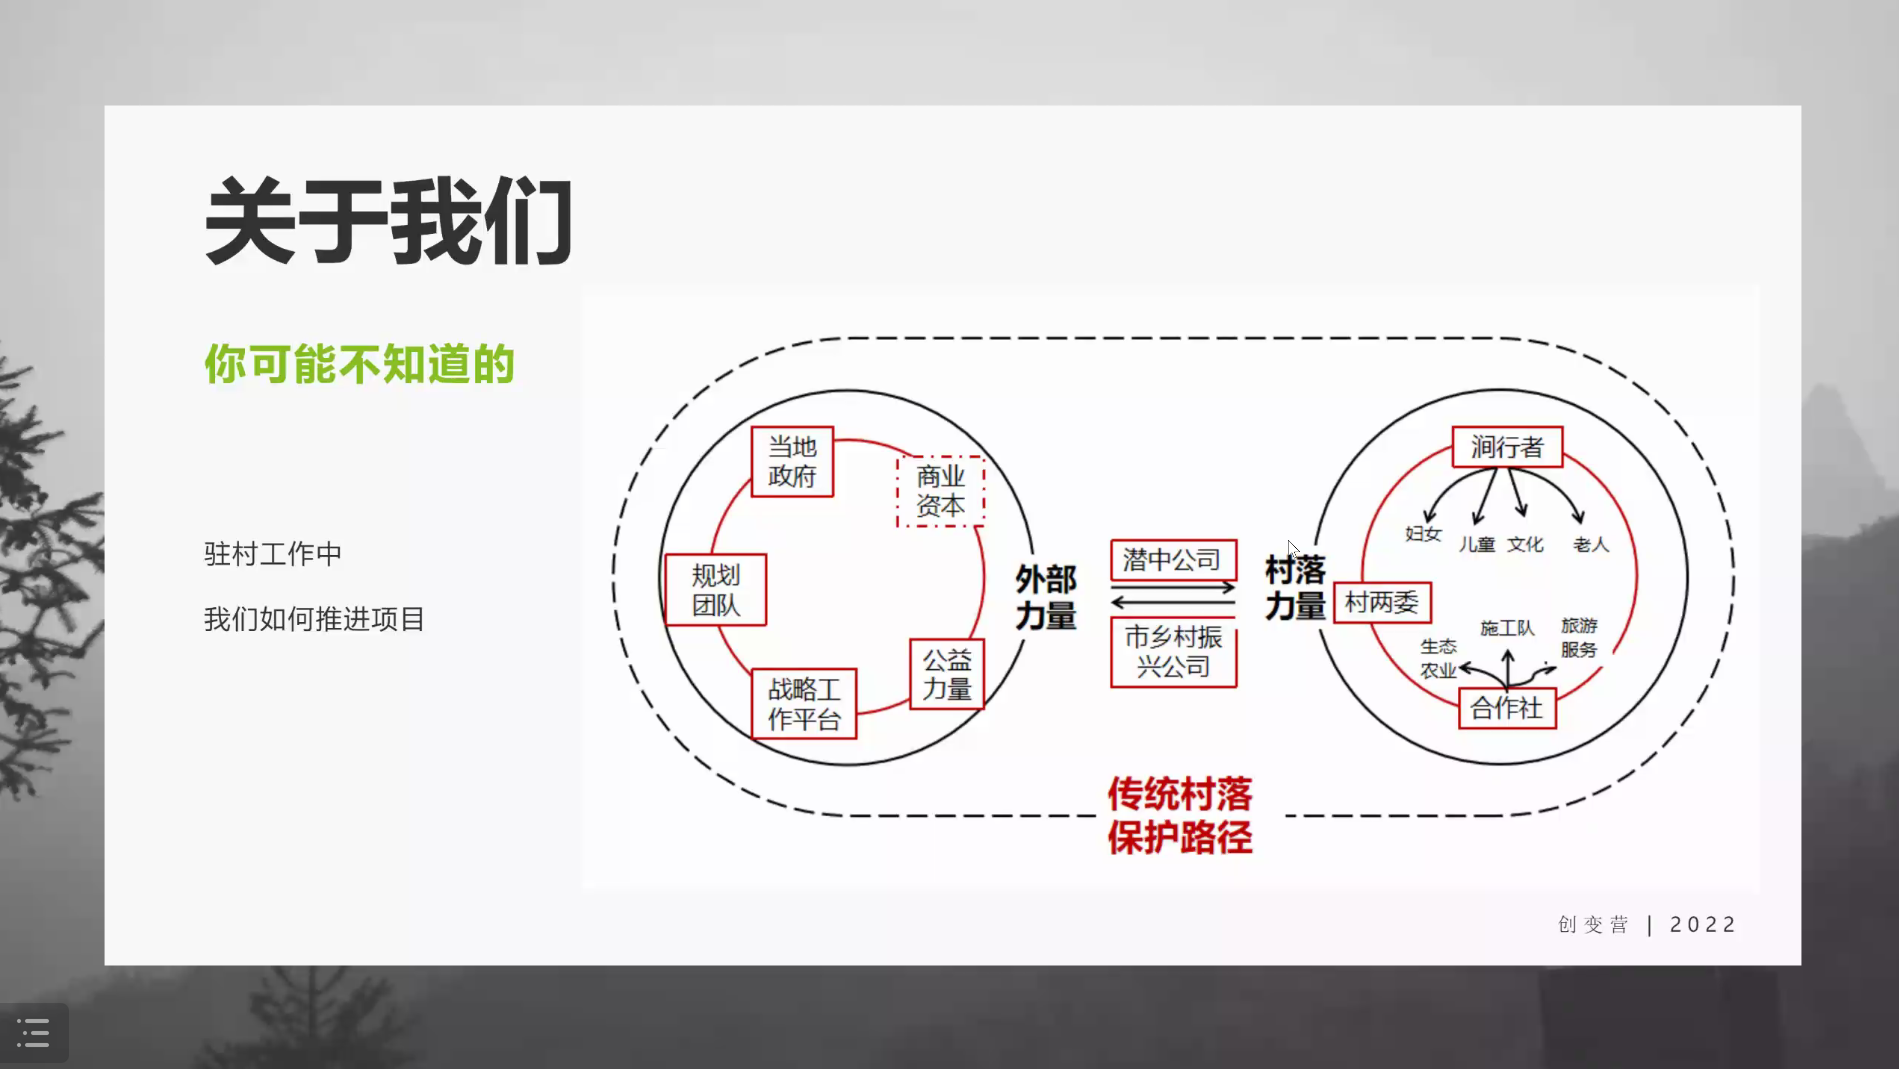 关于我们
你可能不知道的
驻村工作中
我们如何推进项目
当地
政府
商业
资本
规划
团队
公益
力量
战略工
作平台
外部
力量
潜中公司
市乡村振
兴公司
村落
力量
涧行者
妇女
儿童
文化
老人
村两委
生态
农业
施工队
旅游
服务
合作社
传统村落
保护路径
创变营 | 2022